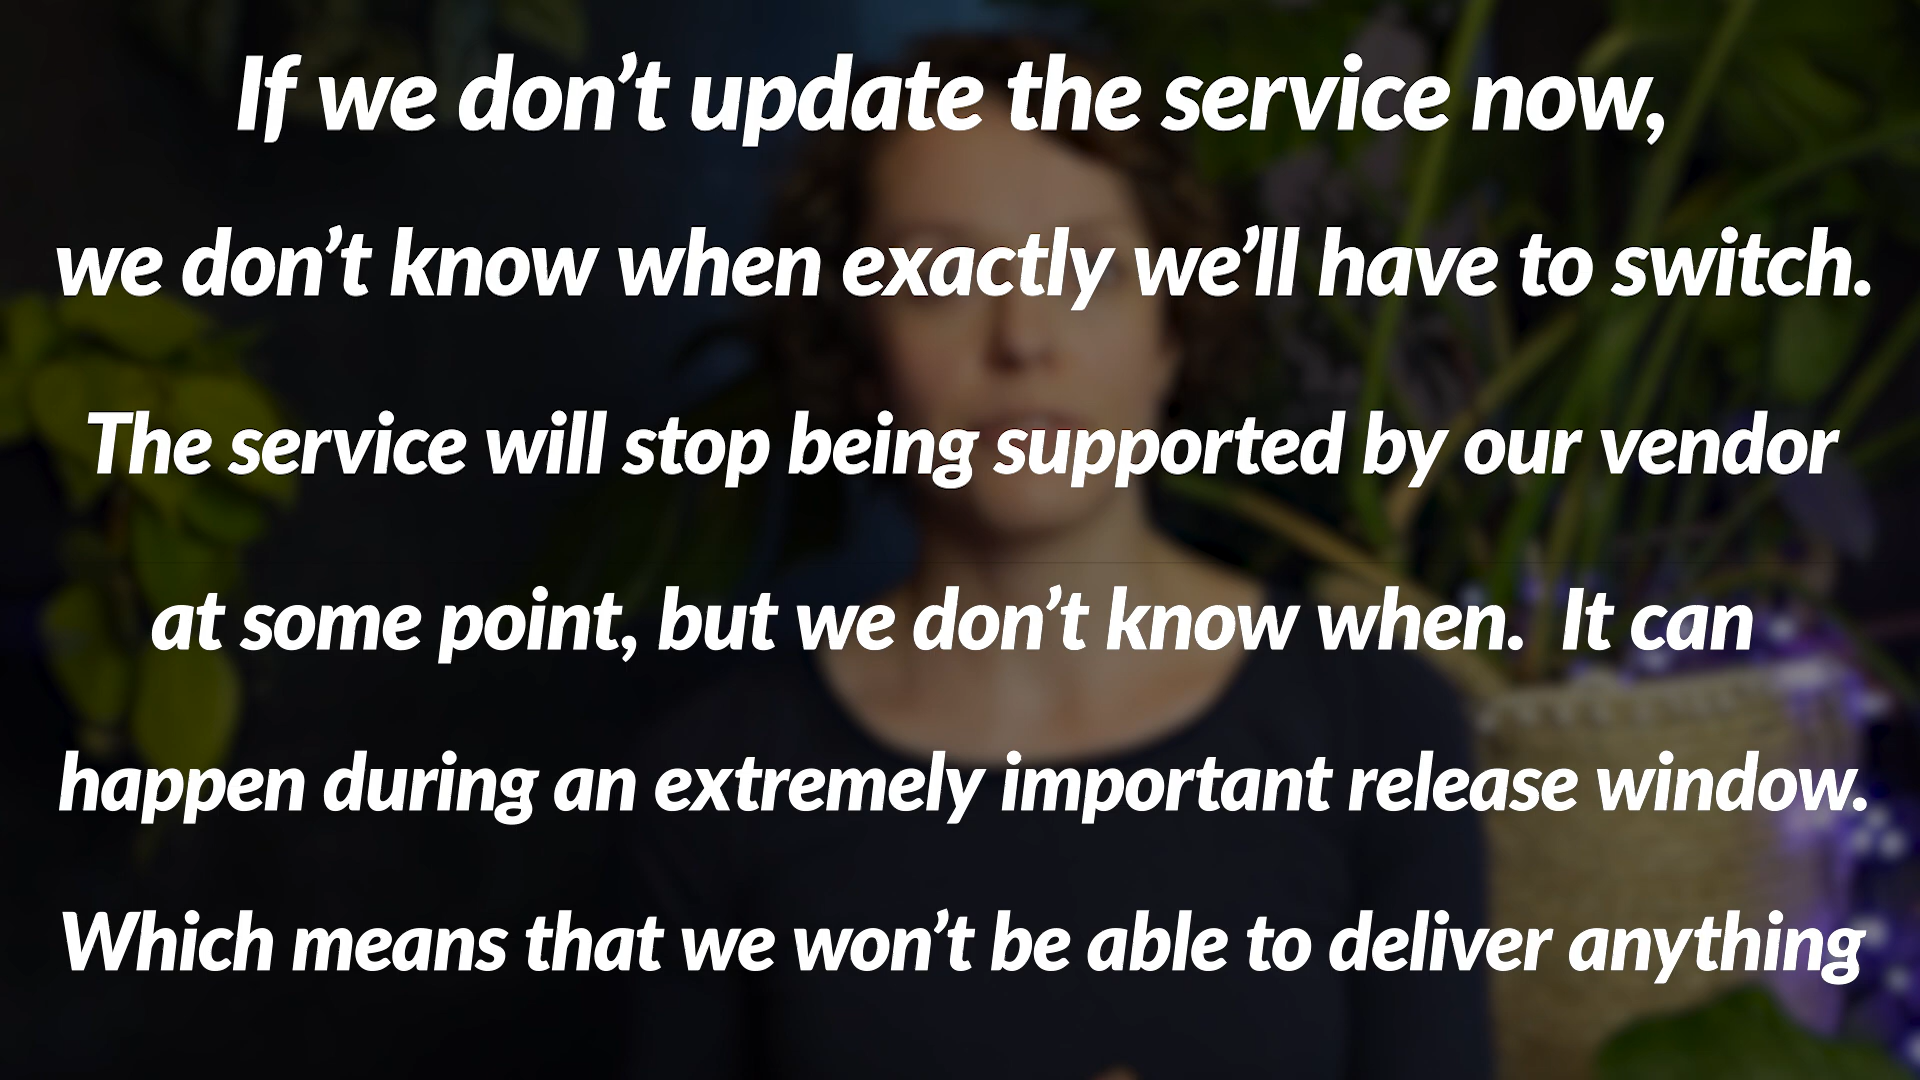 If we don’t update the service now,
we don’t know when exactly we’ll have to switch.
The service will stop being supported by our vendor
at some point, but we don’t know when.  It can
happen during an extremely important release window.
Which means that we won’t be able to deliver anything